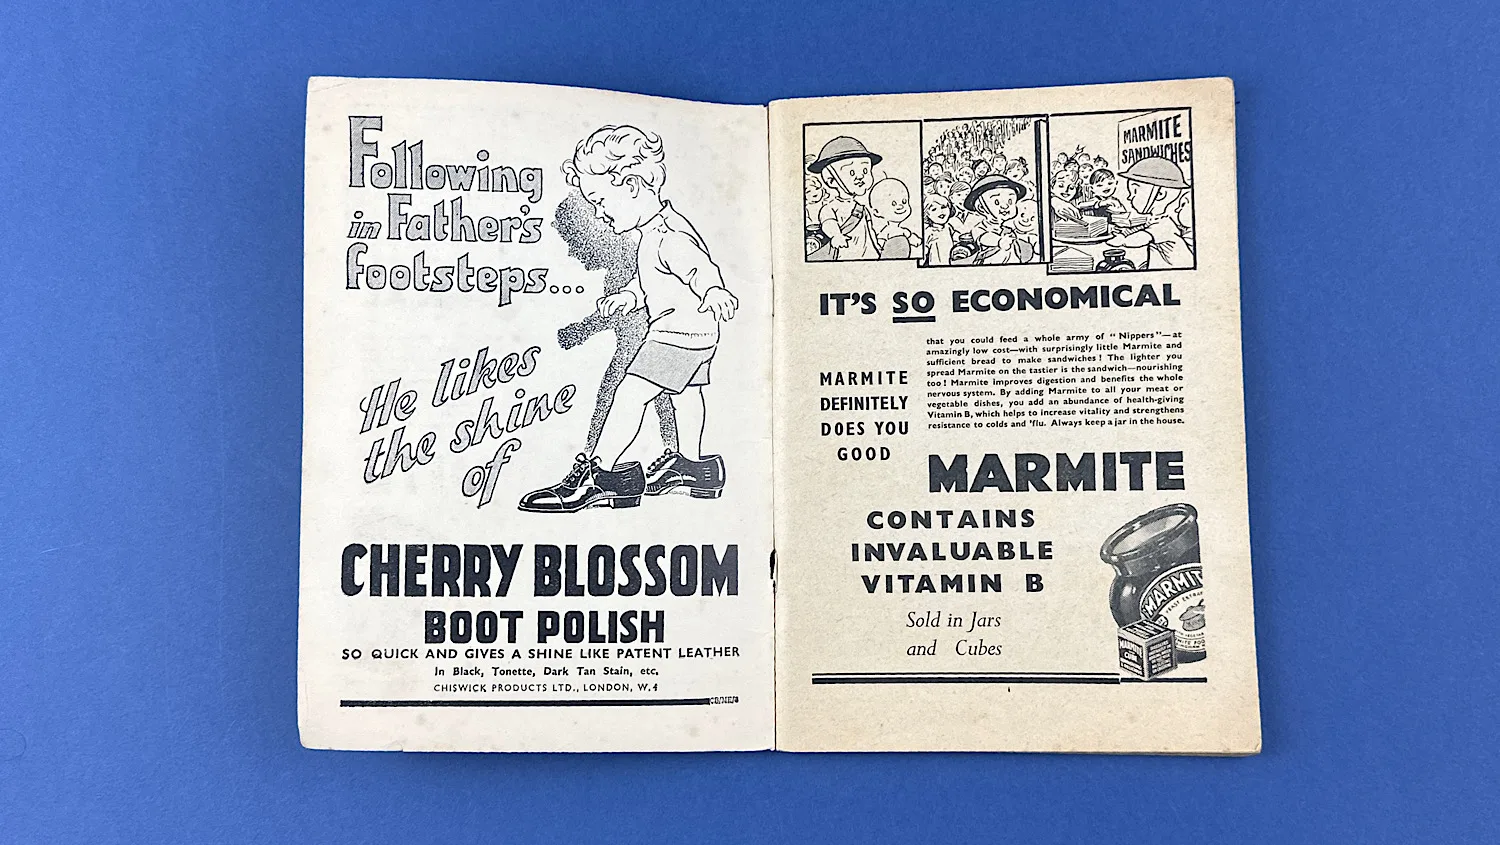 Following
in Father's
footsteps...
He likes
the shine
of
CHERRY BLOSSOM
BOOT POLISH
SO QUICK AND GIVES A SHINE LIKE PATENT LEATHER
In Black, Tonette, Dark Tan Stain, etc.
CHISWICK PRODUCTS LTD., LONDON, W.4
MARMITE
SANDWICHES
IT'S SO ECONOMICAL
that you could feed a whole army of "Nippers"—at
amazingly low cost—with surprisingly little Marmite and
sufficient bread to make sandwiches! The lighter you
spread Marmite on the tastier is the sandwich—nourishing
too! Marmite improves digestion and benefits the whole
nervous system. By adding Marmite to all your meat or
vegetable dishes, you add an abundance of health-giving
Vitamin B, which helps to increase vitality and strengthens
resistance to colds and 'flu. Always keep a jar in the house.
MARMITE
DEFINITELY
DOES YOU
GOOD
MARMITE
CONTAINS
INVALUABLE
VITAMIN B
Sold in Jars
and Cubes
MARMIT
YEAST EXTRA